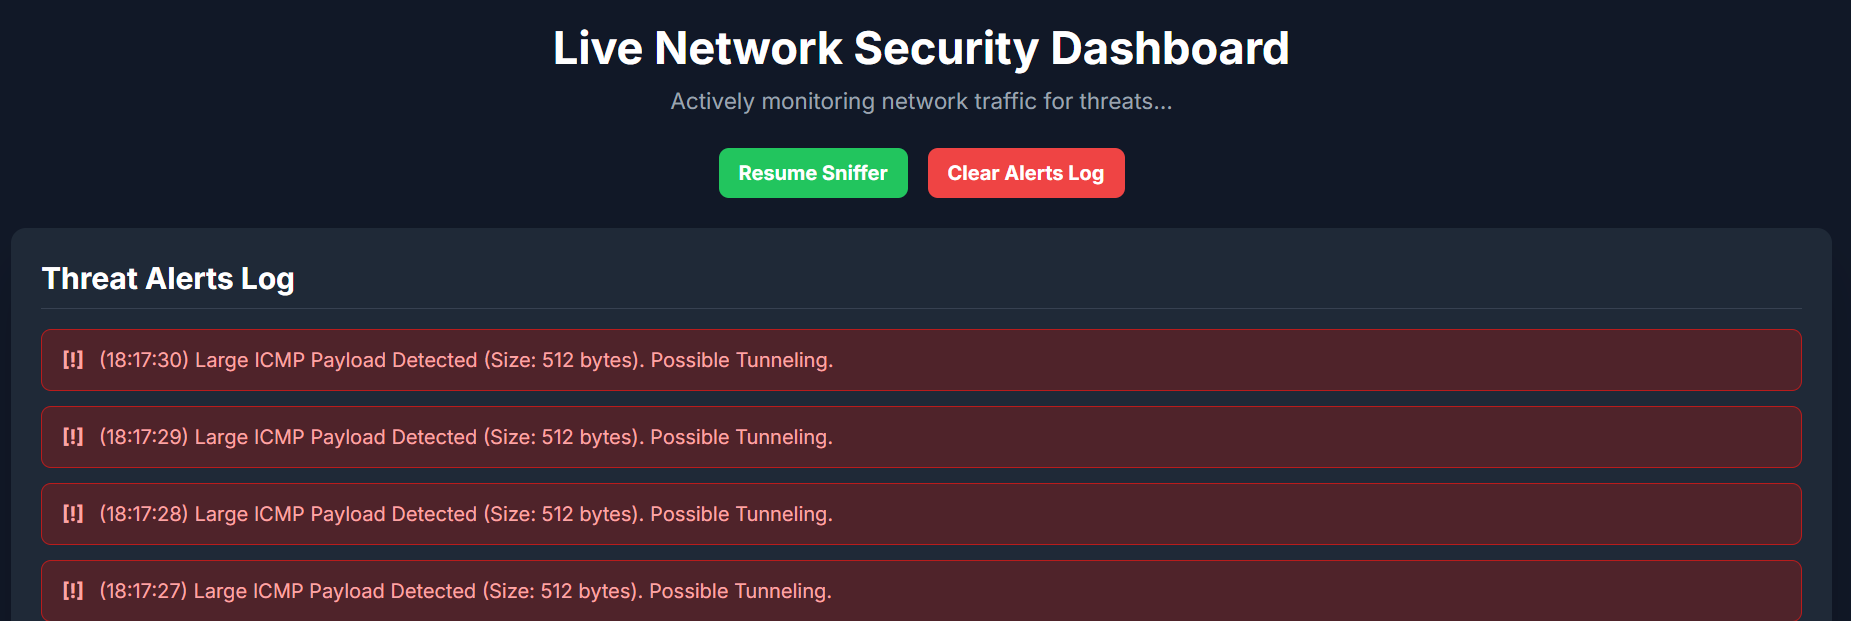 Live Network Security Dashboard
Actively monitoring network traffic for threats...
Resume Sniffer
Clear Alerts Log
Threat Alerts Log
[!] (18:17:30) Large ICMP Payload Detected (Size: 512 bytes). Possible Tunneling.
[!] (18:17:29) Large ICMP Payload Detected (Size: 512 bytes). Possible Tunneling.
[!] (18:17:28) Large ICMP Payload Detected (Size: 512 bytes). Possible Tunneling.
[!] (18:17:27) Large ICMP Payload Detected (Size: 512 bytes). Possible Tunneling.